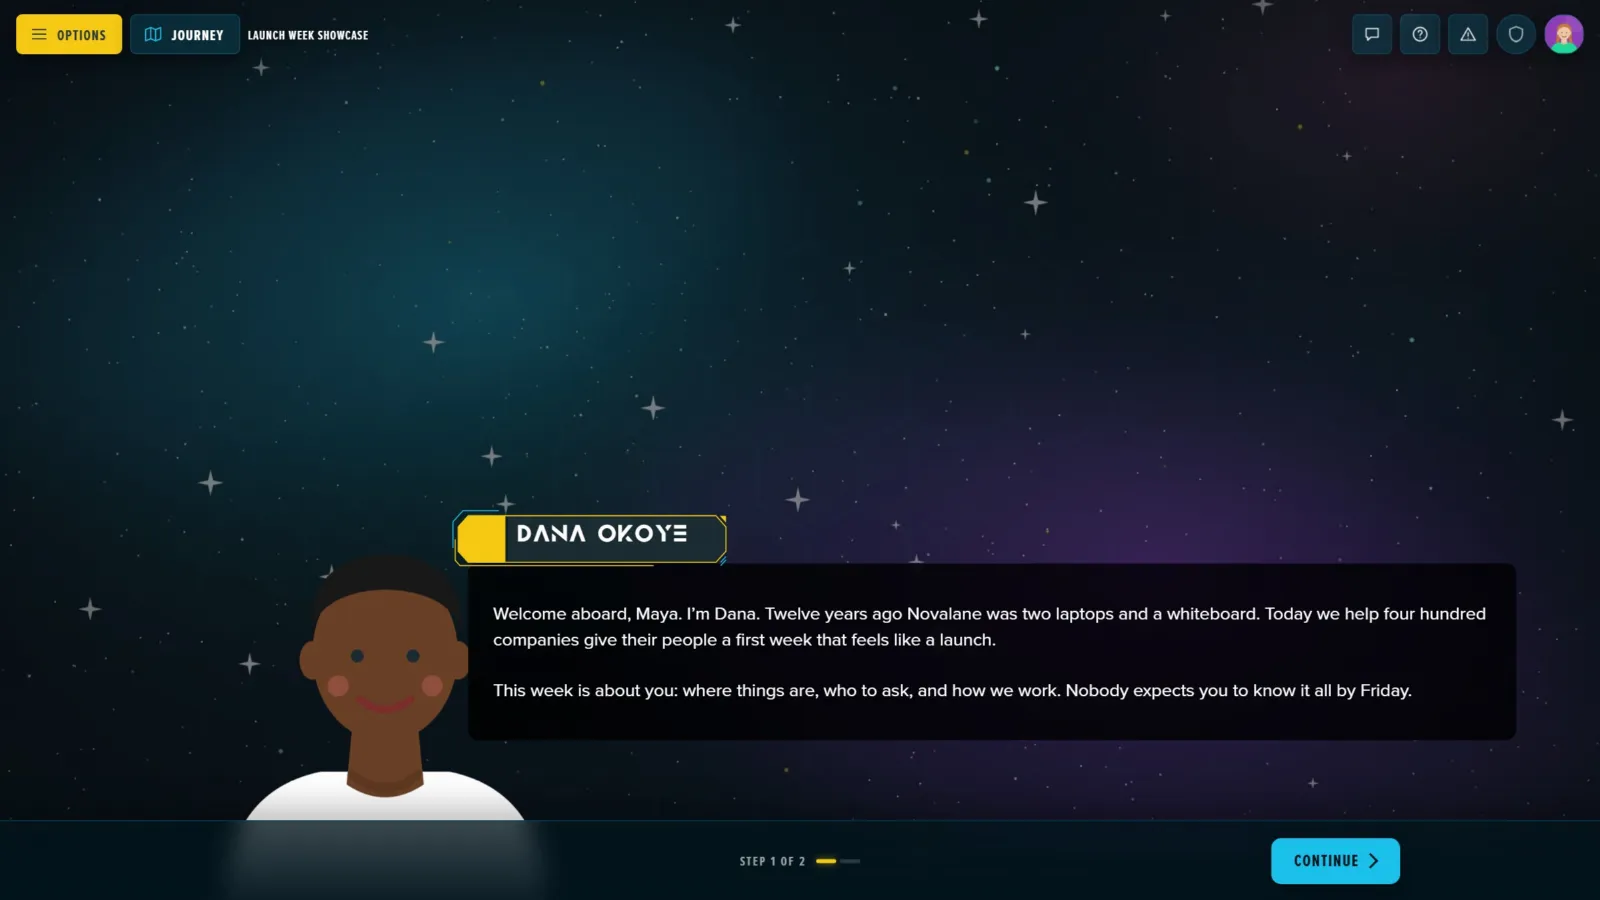 OPTIONS
JOURNEY
LAUNCH WEEK SHOWCASE
DANA OKOYE
Welcome aboard, Maya. I’m Dana. Twelve years ago Novalane was two laptops and a whiteboard. Today we help four hundred
companies give their people a first week that feels like a launch.
This week is about you: where things are, who to ask, and how we work. Nobody expects you to know it all by Friday.
STEP 1 OF 2
CONTINUE